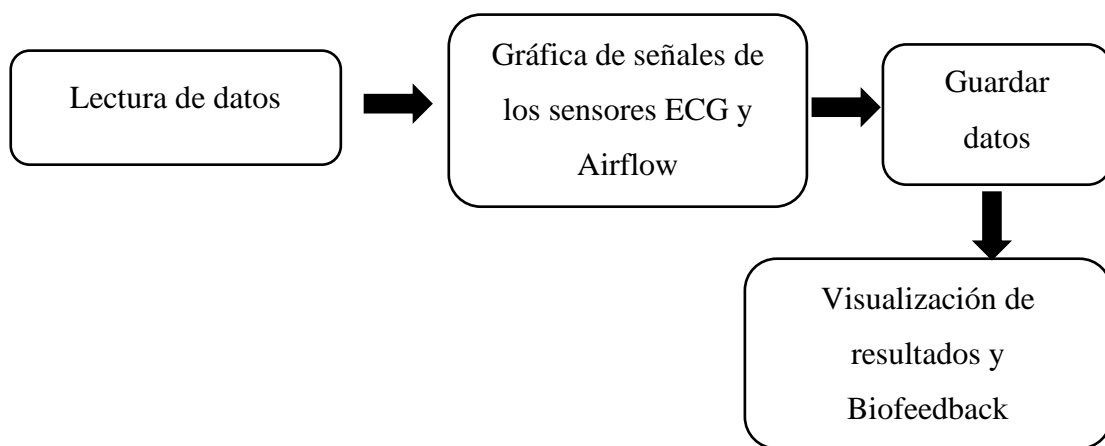 Lectura de datos
Gráfica de señales de
los sensores ECG y
Airflow
Guardar
datos
Visualización de
resultados y
Biofeedback